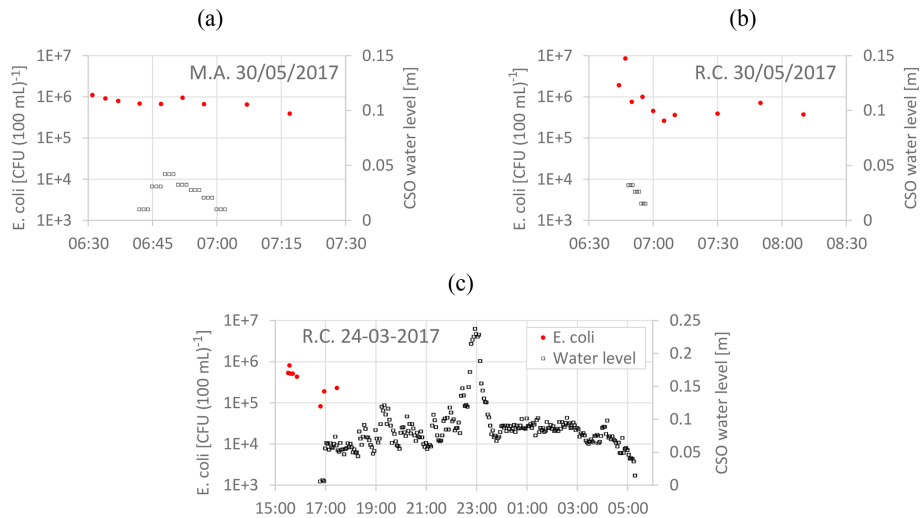 (a)
M.A. 30/05/2017
E. coli [CFU (100 mL)-1]
1E+7
1E+6
1E+5
1E+4
1E+3
0.15
0.1
0.05
0
CSO water level [m]
06:30 06:45 07:00 07:15 07:30
(b)
R.C. 30/05/2017
E. coli [CFU (100 mL)-1]
1E+7
1E+6
1E+5
1E+4
1E+3
0.15
0.1
0.05
0
CSO water level [m]
06:30 07:00 07:30 08:00 08:30
(c)
R.C. 24-03-2017
E. coli
Water level
E. coli [CFU (100 mL)-1]
1E+7
1E+6
1E+5
1E+4
1E+3
0.25
0.2
0.15
0.1
0.05
0
CSO water level [m]
15:00 17:00 19:00 21:00 23:00 01:00 03:00 05:00